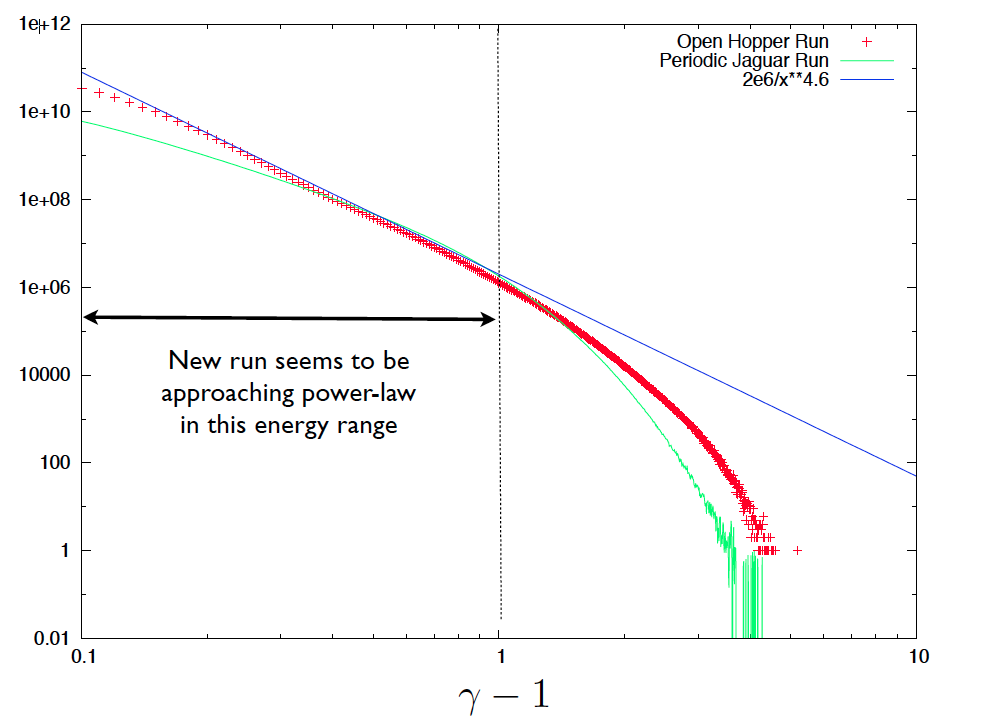 1e+12
1e+10
1e+08
1e+06
10000
100
1
0.01
Open Hopper Run
Periodic Jaguar Run
2e6/x**4.6
New run seems to be
approaching power-law
in this energy range
0.1
1
10
γ − 1